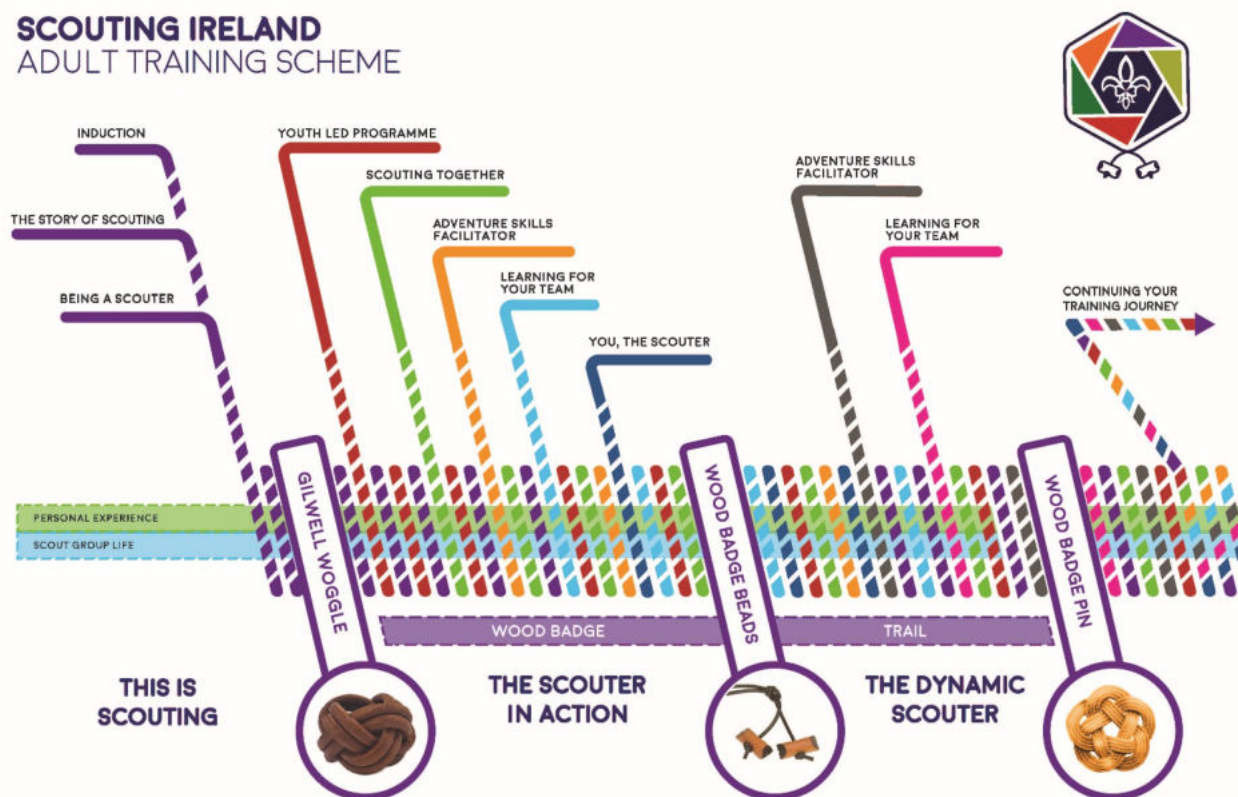 SCOUTING IRELAND
ADULT TRAINING SCHEME
INDUCTION
THE STORY OF SCOUTING
BEING A SCOUTER
YOUTH LED PROGRAMME
SCOUTING TOGETHER
ADVENTURE SKILLS
FACILITATOR
LEARNING FOR
YOUR TEAM
YOU, THE SCOUTER
ADVENTURE SKILLS
FACILITATOR
LEARNING FOR
YOUR TEAM
CONTINUING YOUR
TRAINING JOURNEY
PERSONAL EXPERIENCE
SCOUT GROUP LIFE
GILWELL WOGGLE
WOOD BADGE BEADS
WOOD BADGE PIN
WOOD BADGE
TRAIL
THIS IS
SCOUTING
THE SCOUTER
IN ACTION
THE DYNAMIC
SCOUTER